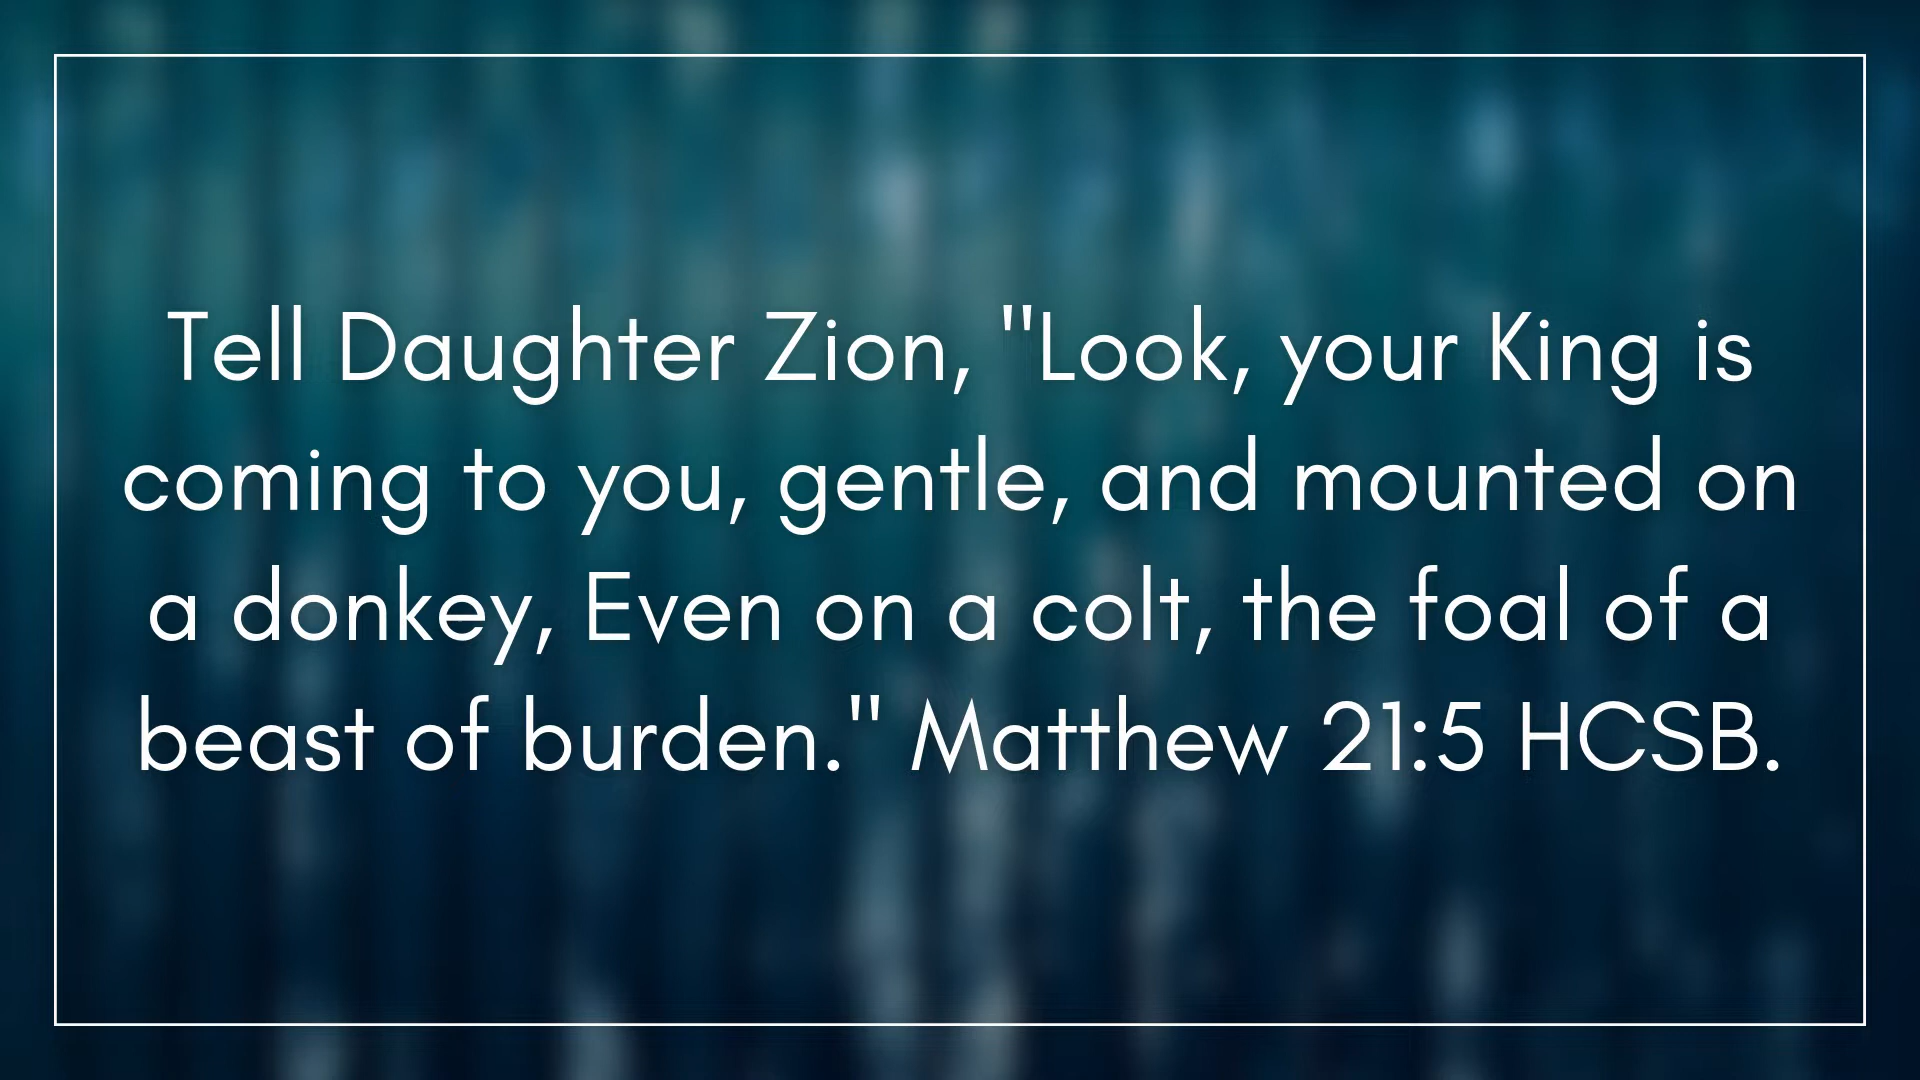 Tell Daughter Zion, "Look, your King is
coming to you, gentle, and mounted on
a donkey, Even on a colt, the foal of a
beast of burden." Matthew 21:5 HCSB.